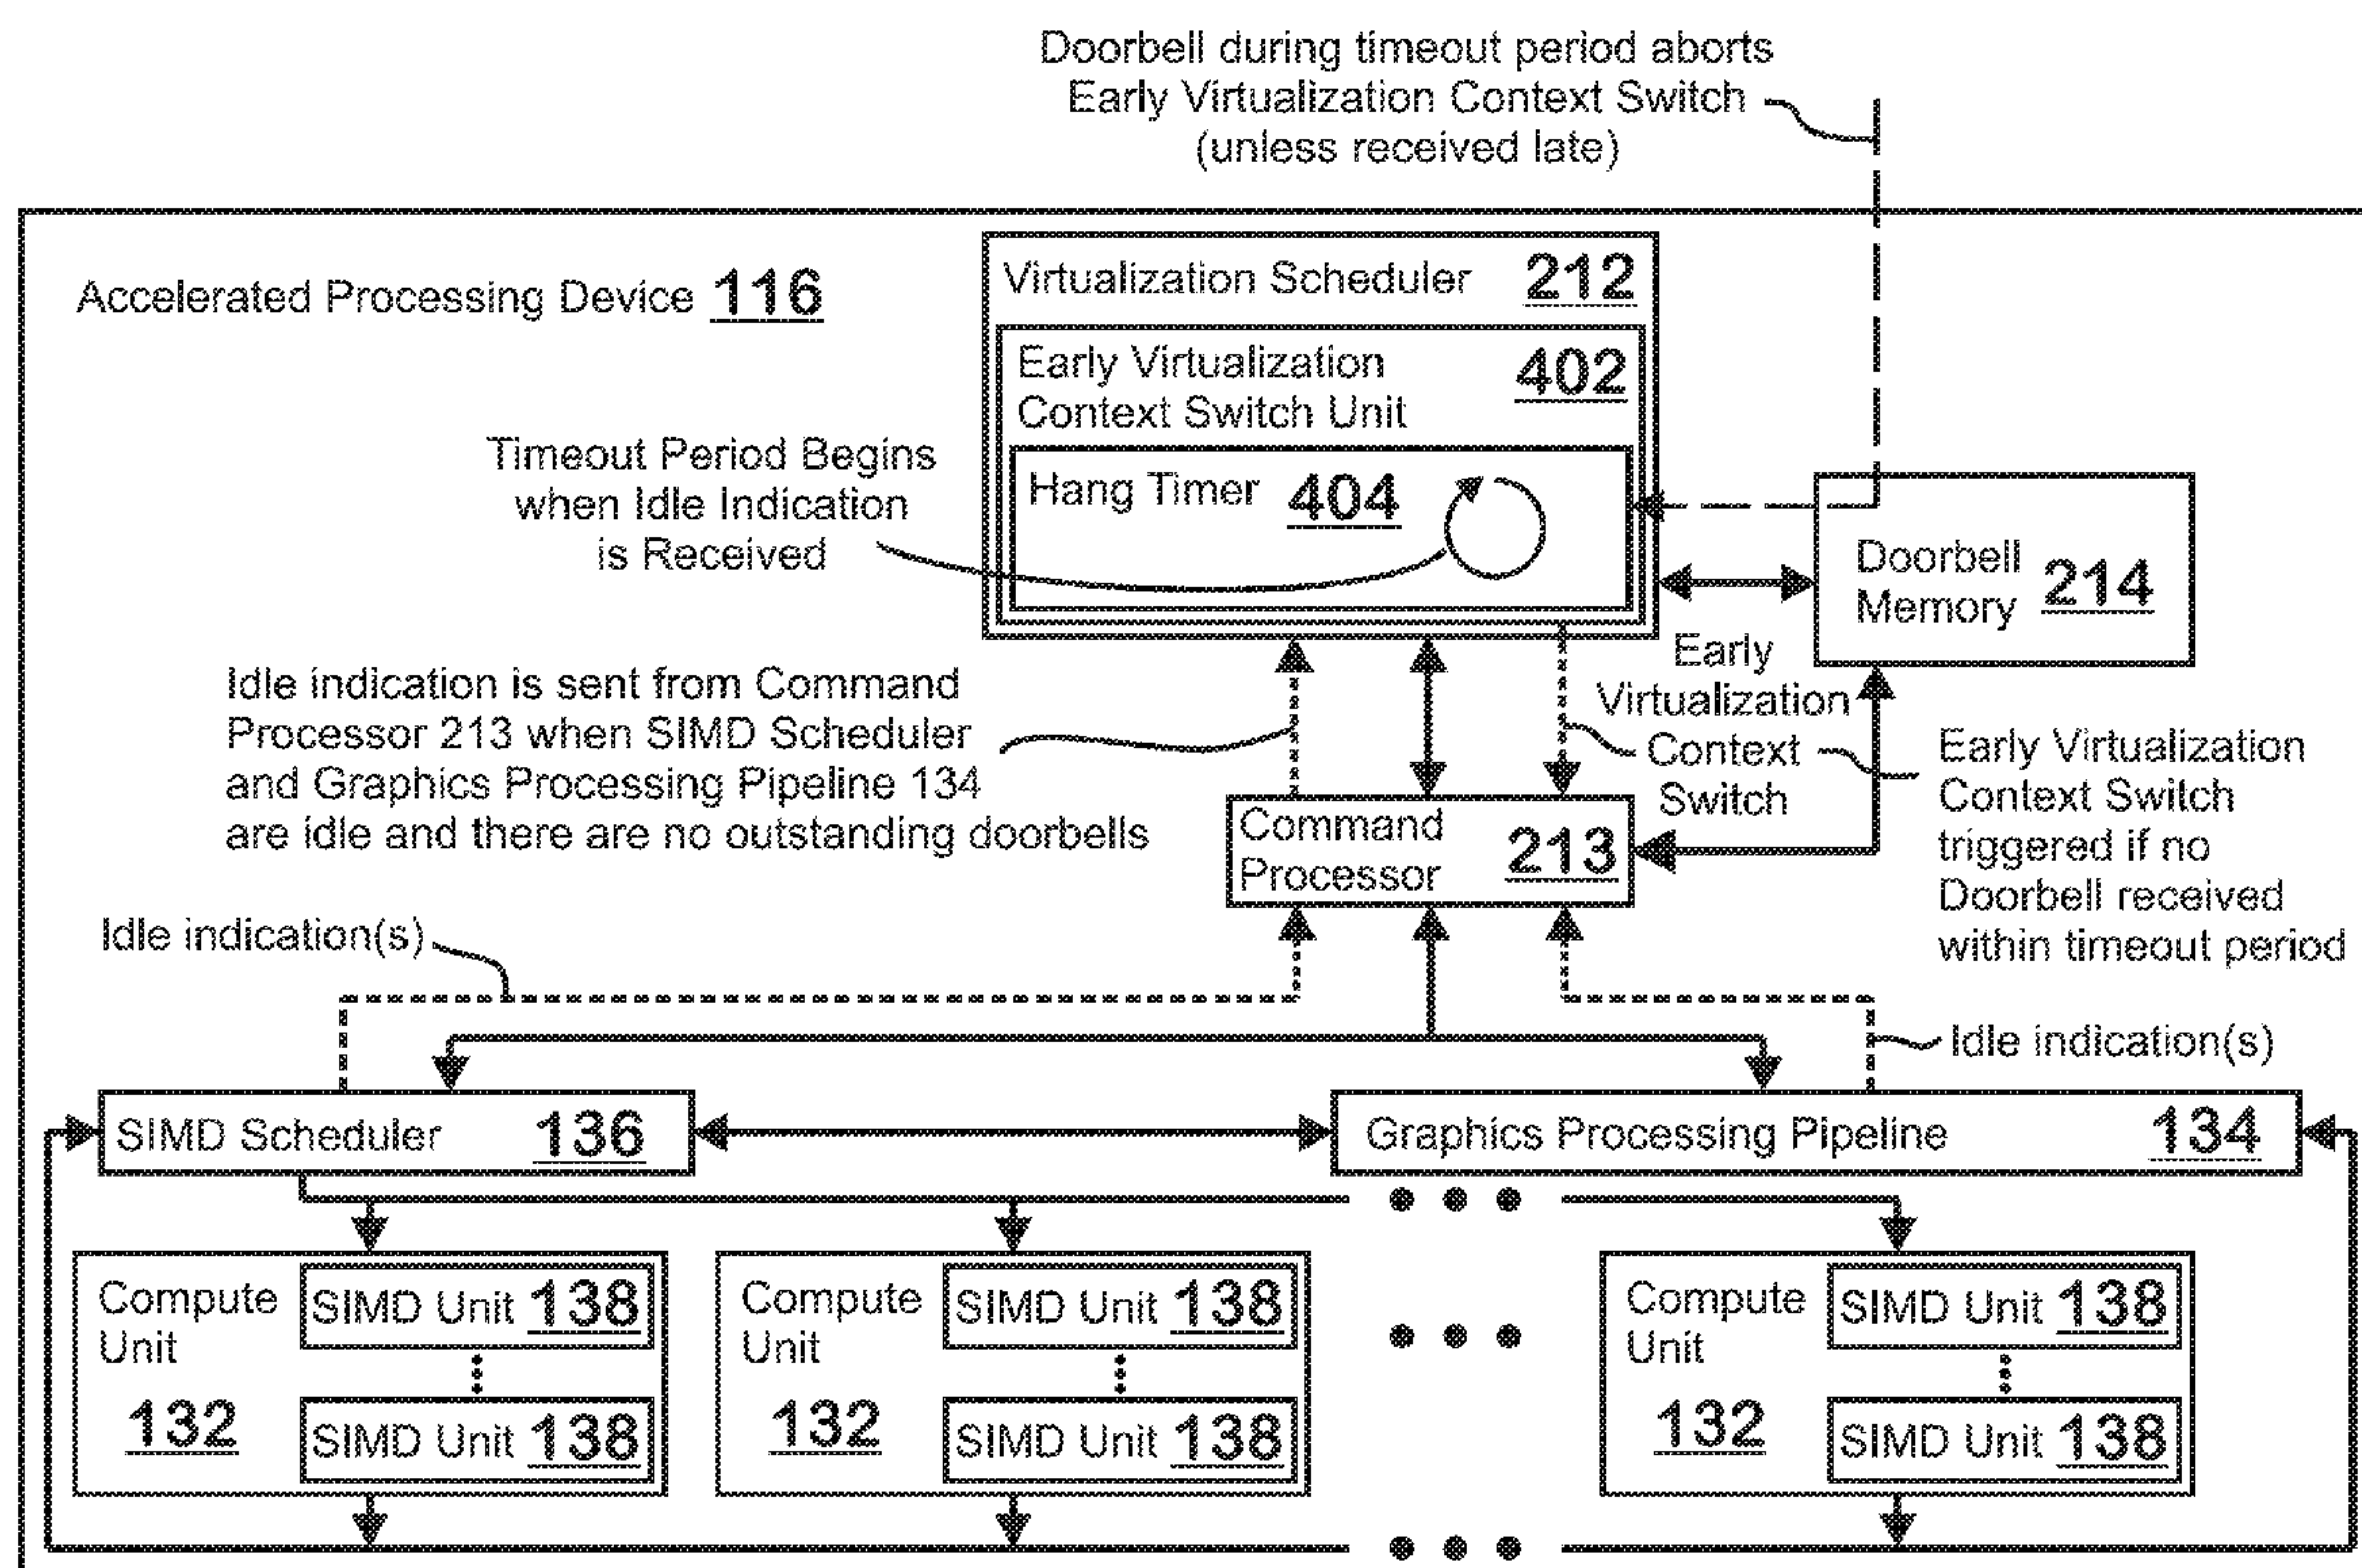 Doorbell during timeout period aborts
Early Virtualization Context Switch
(unless received late)
Accelerated Processing Device 116
Virtualization Scheduler 212
Early Virtualization
Context Switch Unit 402
Timeout Period Begins
when Idle Indication
is Received
Hang Timer 404
Doorbell
Memory 214
Idle indication is sent from Command
Processor 213 when SIMD Scheduler
and Graphics Processing Pipeline 134
are idle and there are no outstanding doorbells
Early
Virtualization
Context
Switch
Early Virtualization
Context Switch
triggered if no
Doorbell received
within timeout period
Command
Processor 213
Idle indication(s)
Idle indication(s)
SIMD Scheduler 136
Graphics Processing Pipeline 134
Compute
Unit
132
SIMD Unit 138
SIMD Unit 138
Compute
Unit
132
SIMD Unit 138
SIMD Unit 138
Compute
Unit
132
SIMD Unit 138
SIMD Unit 138